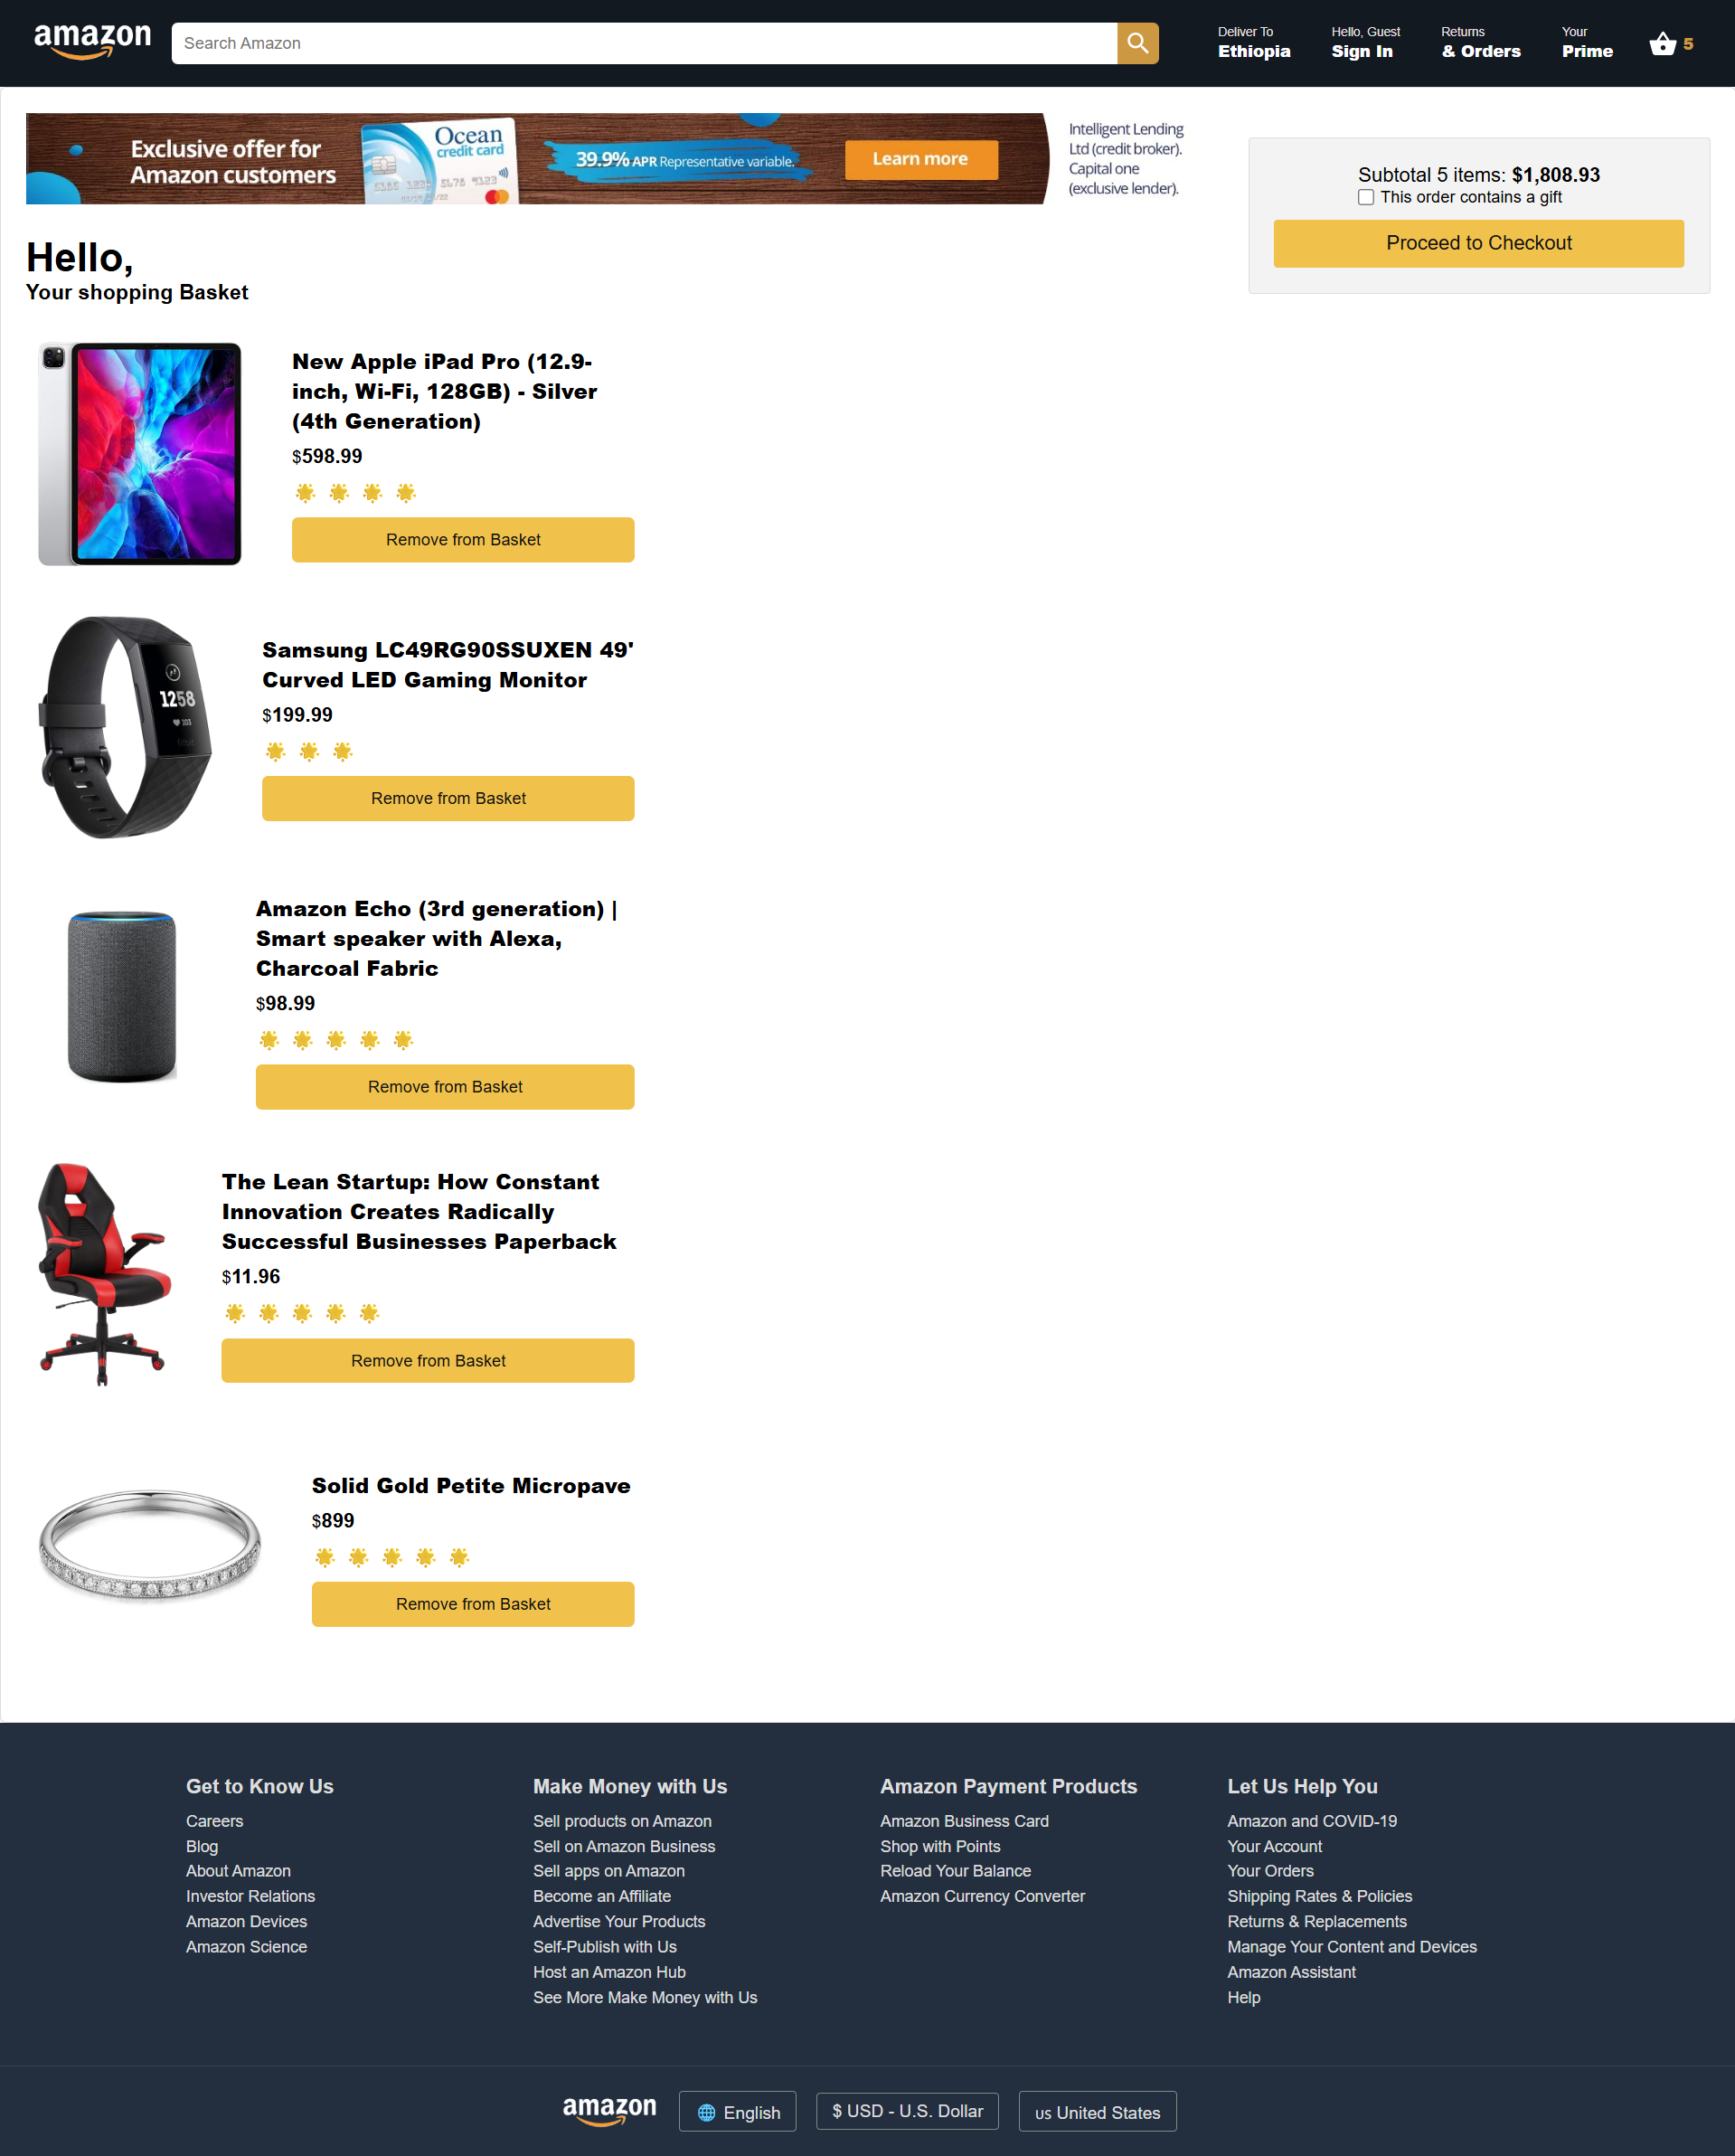 amazon
Search Amazon
Deliver To
Ethiopia
Hello, Guest
Sign In
Returns
& Orders
Your
Prime
5
Exclusive offer for
Amazon customers
Ocean
credit card
39.9% APR Representative variable.
Learn more
Intelligent Lending
Ltd (credit broker).
Capital one
(exclusive lender).
Subtotal 5 items: $1,808.93
This order contains a gift
Proceed to Checkout
Hello,
Your shopping Basket
New Apple iPad Pro (12.9-
inch, Wi-Fi, 128GB) - Silver
(4th Generation)
$598.99
Remove from Basket
1258
103
fitbit
Samsung LC49RG90SSUXEN 49'
Curved LED Gaming Monitor
$199.99
Remove from Basket
Amazon Echo (3rd generation) |
Smart speaker with Alexa,
Charcoal Fabric
$98.99
Remove from Basket
The Lean Startup: How Constant
Innovation Creates Radically
Successful Businesses Paperback
$11.96
Remove from Basket
Solid Gold Petite Micropave
$899
Remove from Basket
Get to Know Us
Careers
Blog
About Amazon
Investor Relations
Amazon Devices
Amazon Science
Make Money with Us
Sell products on Amazon
Sell on Amazon Business
Sell apps on Amazon
Become an Affiliate
Advertise Your Products
Self-Publish with Us
Host an Amazon Hub
See More Make Money with Us
Amazon Payment Products
Amazon Business Card
Shop with Points
Reload Your Balance
Amazon Currency Converter
Let Us Help You
Amazon and COVID-19
Your Account
Your Orders
Shipping Rates & Policies
Returns & Replacements
Manage Your Content and Devices
Amazon Assistant
Help
amazon
English
$ USD - U.S. Dollar
us United States